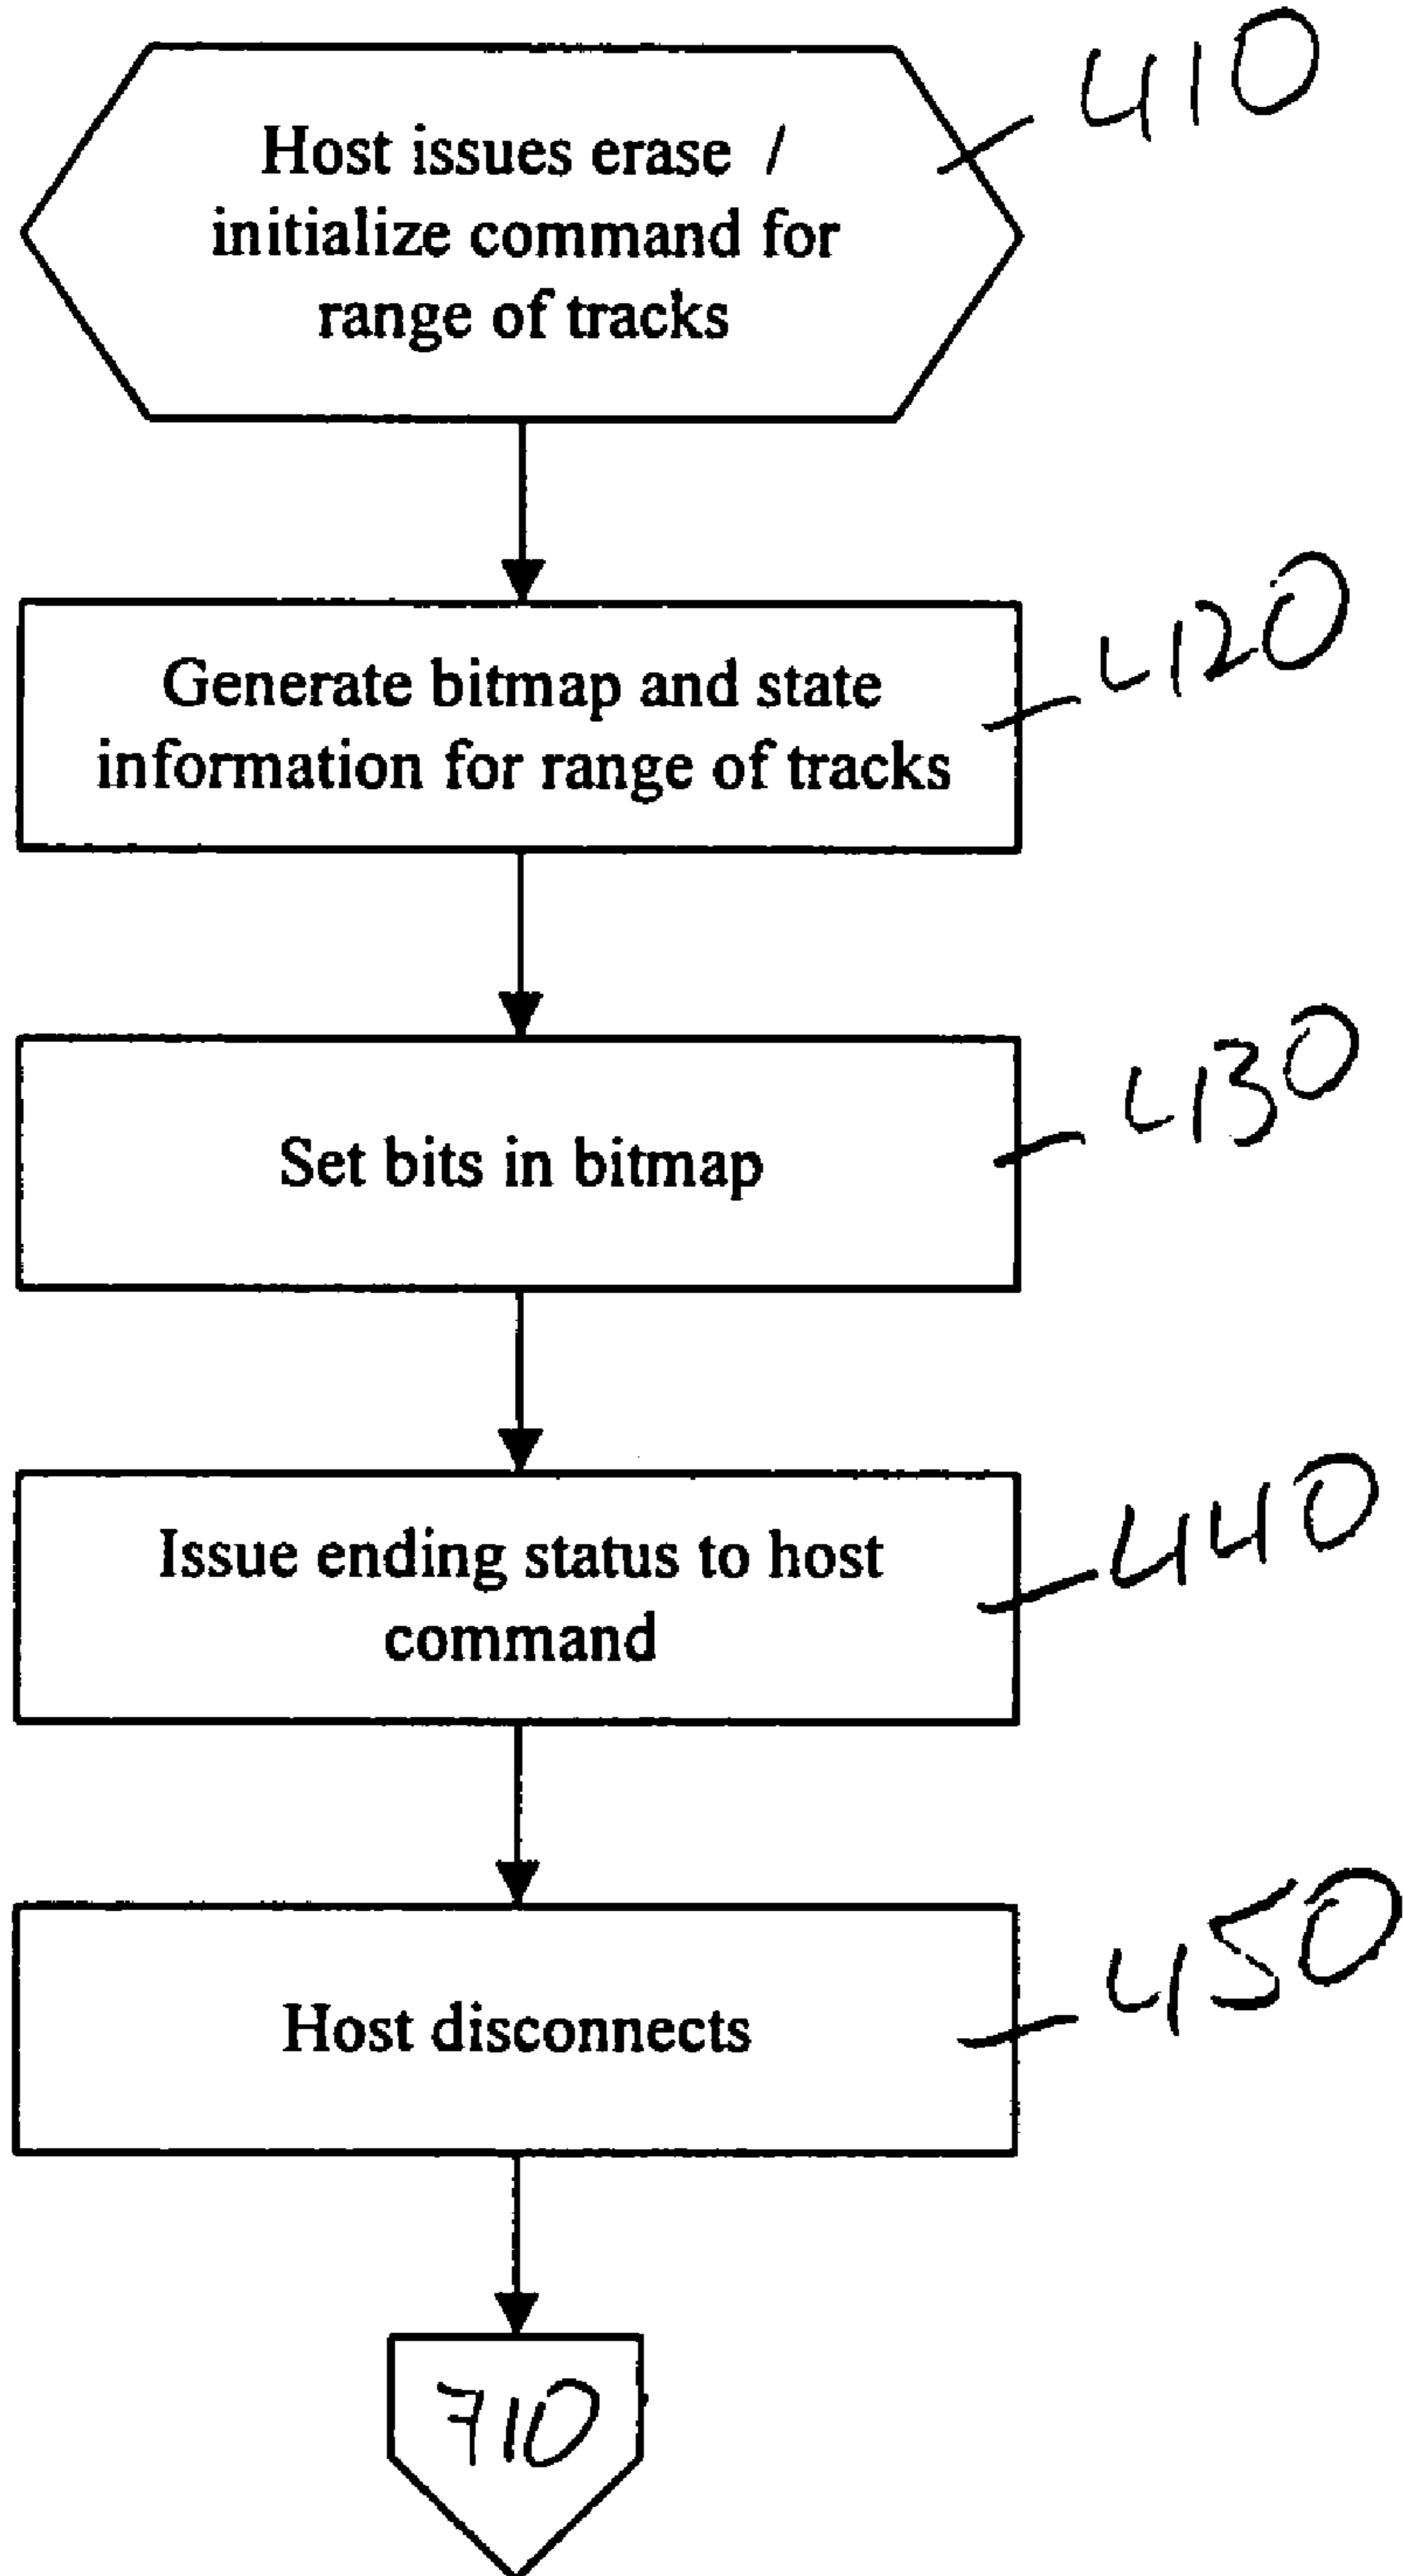 410
Host issues erase /
initialize command for
range of tracks
420
Generate bitmap and state
information for range of tracks
430
Set bits in bitmap
440
Issue ending status to host
command
450
Host disconnects
710